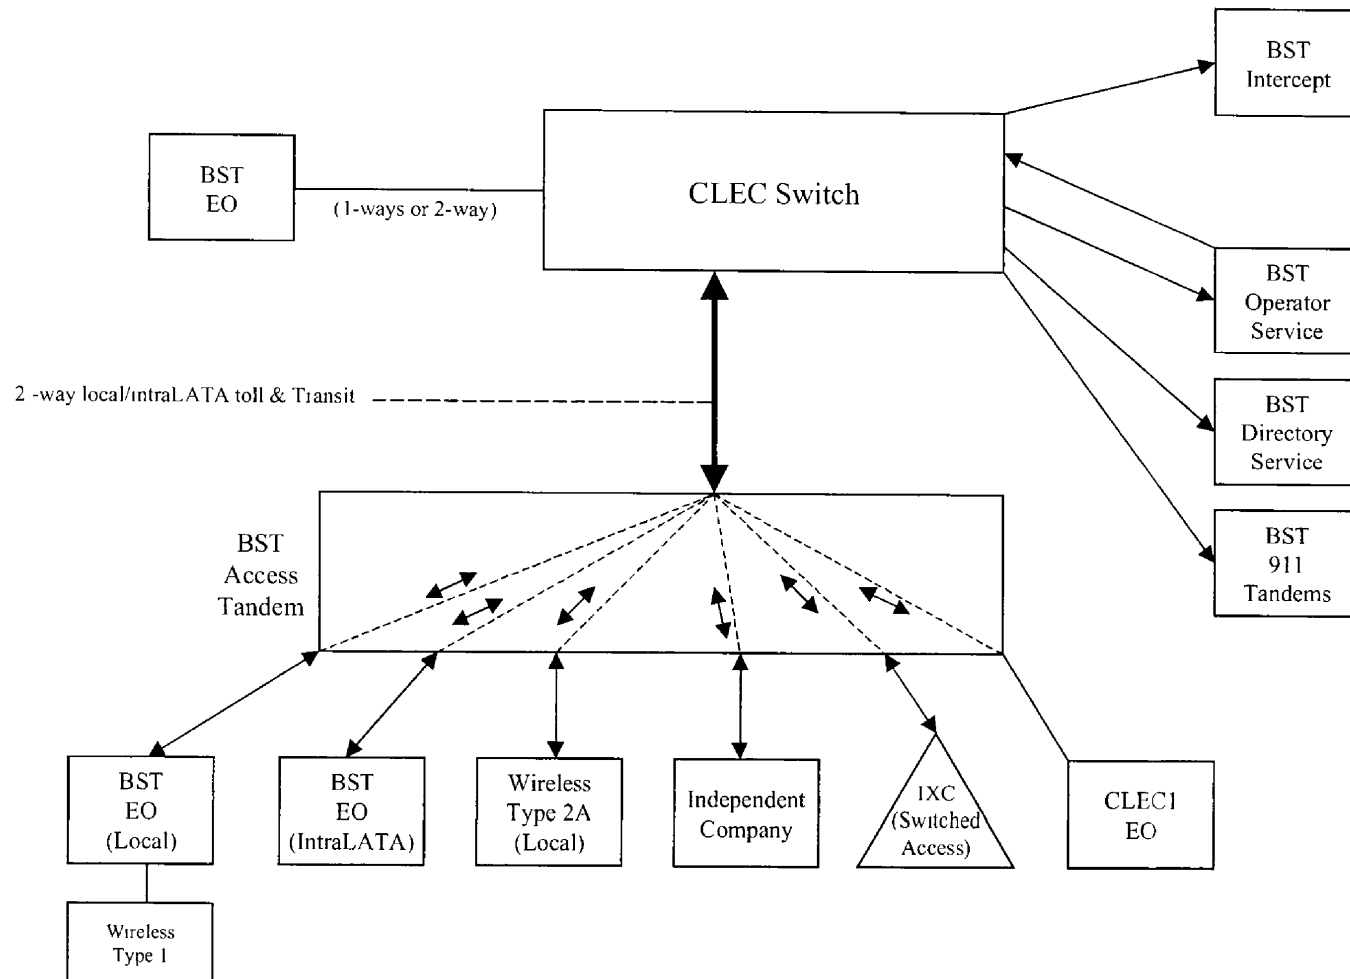 BST
Intercept
BST
EO
(1-ways or 2-way)
CLEC Switch
BST
Operator
Service
2 -way local/intraLATA toll & Transit
BST
Directory
Service
BST
Access
Tandem
BST
911
Tandems
BST
EO
(Local)
BST
EO
(IntraLATA)
Wireless
Type 2A
(Local)
Independent
Company
IXC
(Switched
Access)
CLEC1
EO
Wireless
Type 1